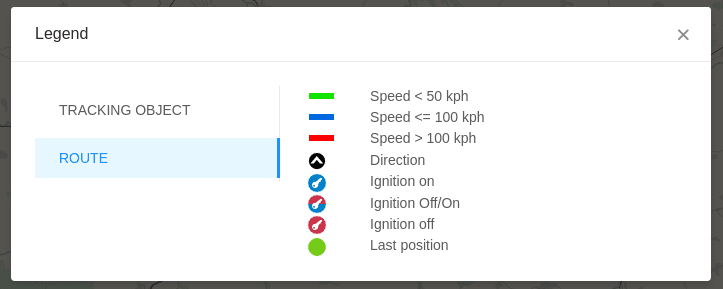 Legend
TRACKING OBJECT
ROUTE
Speed < 50 kph
Speed <= 100 kph
Speed > 100 kph
Direction
Ignition on
Ignition Off/On
Ignition off
Last position